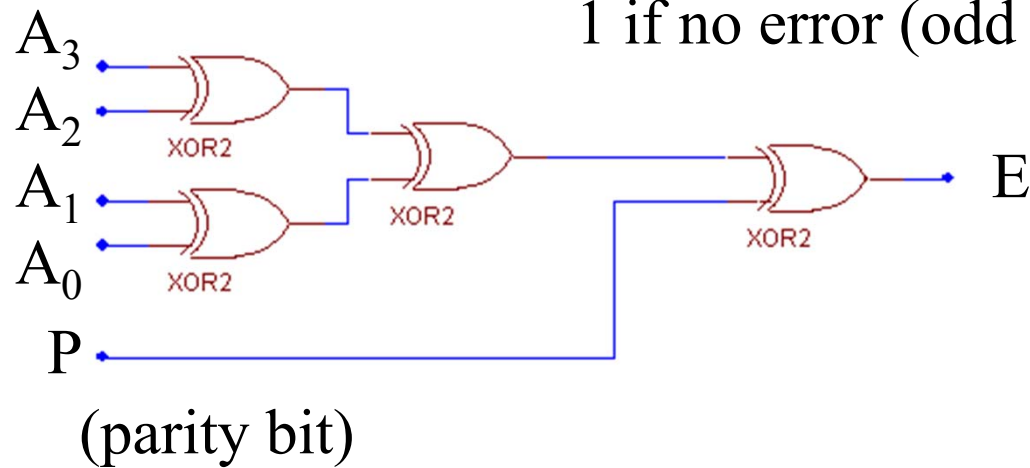 1 if no error (odd
A3
A2
XOR2
XOR2
A1
XOR2
A0
XOR2
E
P
(parity bit)